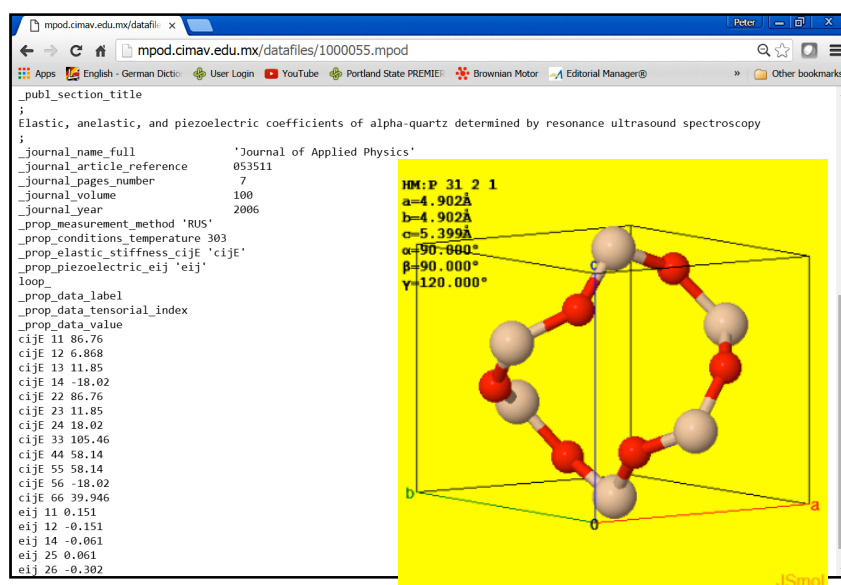 mpod.cimav.edu.mx/datafile
Peter
mpod.cimav.edu.mx/datafiles/1000055.mpod
Apps English - German Dictio User Login YouTube Portland State PREMIER Brownian Motor Editorial Manager® » Other bookmarks
_publ_section_title
;
Elastic, anelastic, and piezoelectric coefficients of alpha-quartz determined by resonance ultrasound spectroscopy
;
_journal_name_full 'Journal of Applied Physics'
_journal_article_reference 053511
_journal_pages_number 7
_journal_volume 100
_journal_year 2006
_prop_measurement_method 'RUS'
_prop_conditions_temperature 303
_prop_elastic_stiffness_cijE 'cijE'
_prop_piezoelectric_eij 'eij'
loop_
_prop_data_label
_prop_data_tensorial_index
_prop_data_value
cijE 11 86.76
cijE 12 6.868
cijE 13 11.85
cijE 14 -18.02
cijE 22 86.76
cijE 23 11.85
cijE 24 18.02
cijE 33 105.46
cijE 44 58.14
cijE 55 58.14
cijE 56 -18.02
cijE 66 39.946
eij 11 0.151
eij 12 -0.151
eij 14 -0.061
eij 25 0.061
eij 26 -0.302
HM:P 31 2 1
a=4.902Å
b=4.902Å
c=5.399Å
α=90.000°
β=90.000°
γ=120.000°
c
b
a
0
JSmol